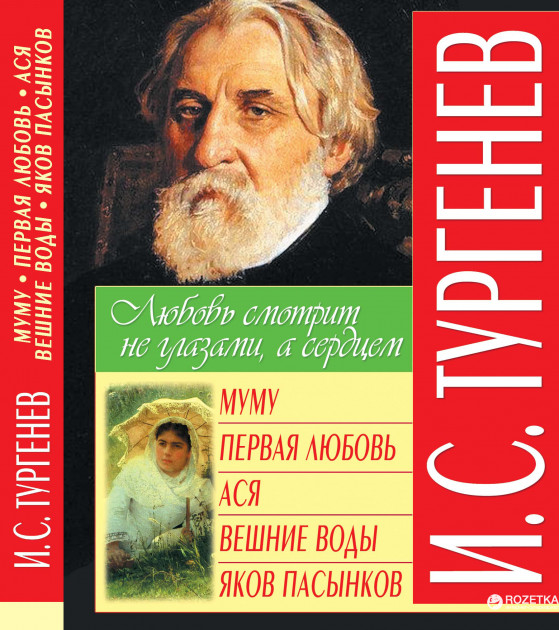 МУМУ • ПЕРВАЯ ЛЮБОВЬ • АСЯ
ВЕШНИЕ ВОДЫ • ЯКОВ ПАСЫНКОВ
И.С. ТУРГЕНЕВ
Любовь смотрит
не глазами, а сердцем
МУМУ
ПЕРВАЯ ЛЮБОВЬ
АСЯ
ВЕШНИЕ ВОДЫ
ЯКОВ ПАСЫНКОВ
И. С. ТУРГЕНЕВ
ROZETKA